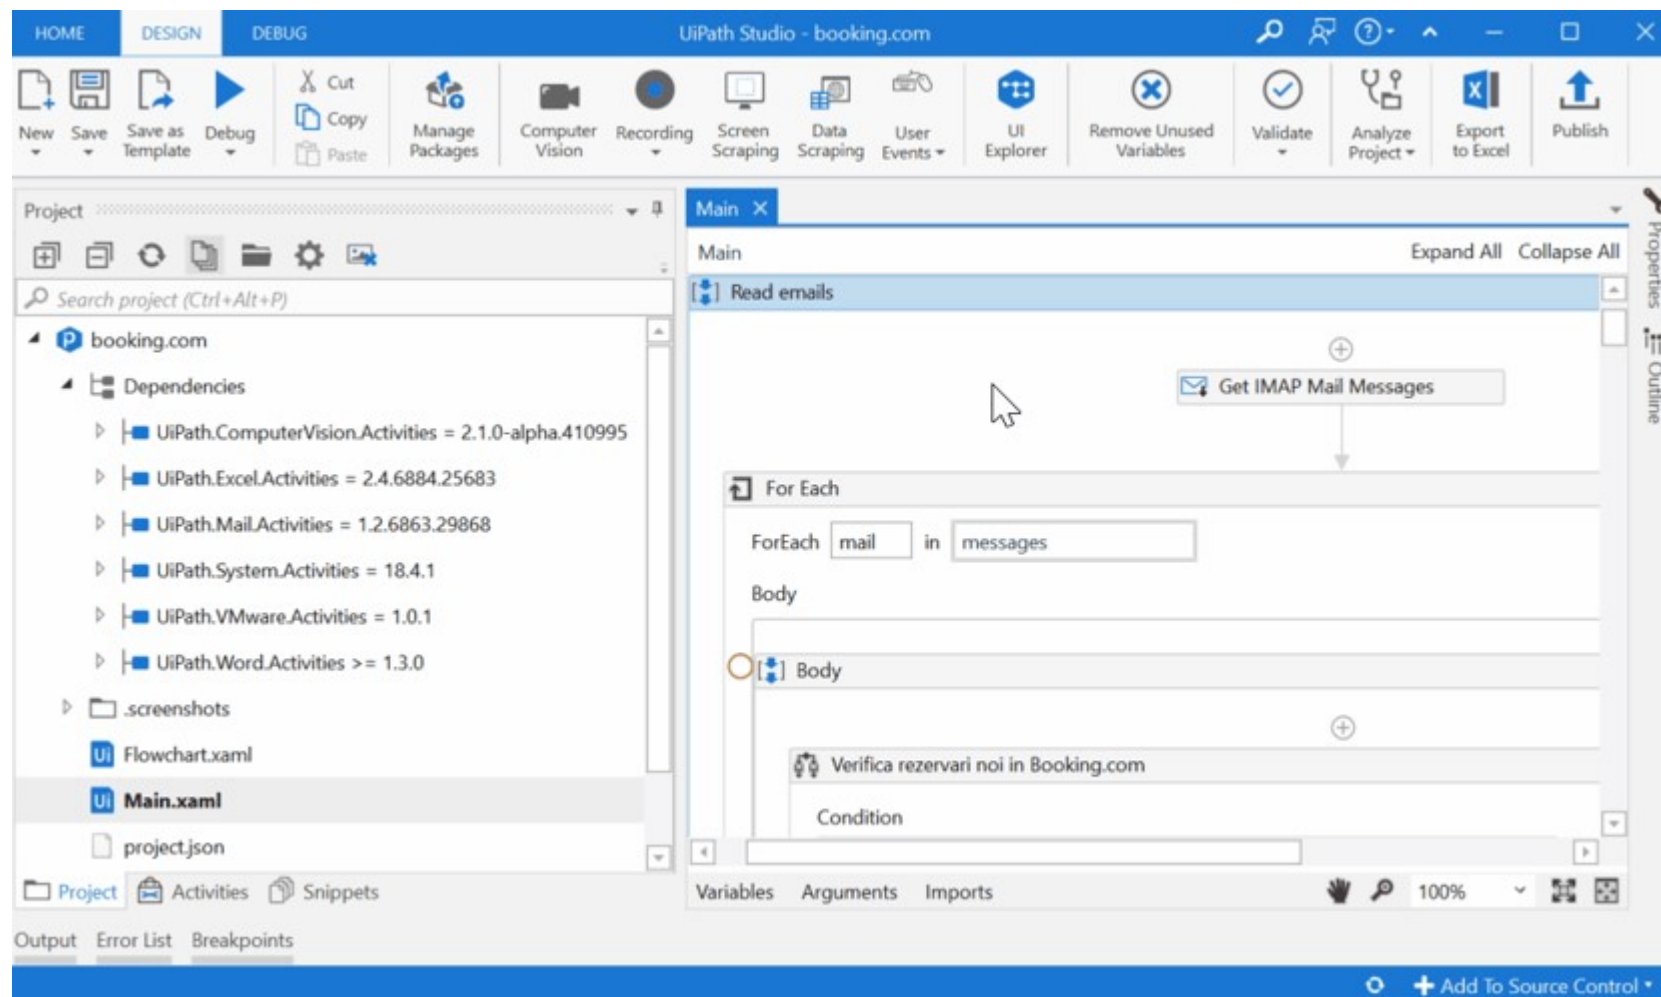 HOME DESIGN DEBUG UiPath Studio - booking.com
New Save Save as Template Debug Cut Copy Paste Manage Packages Computer Vision Recording Screen Scraping Data Scraping User Events UI Explorer Remove Unused Variables Validate Analyze Project Export to Excel Publish
Project
Search project (Ctrl+Alt+P)
booking.com
Dependencies
UiPath.ComputerVision.Activities = 2.1.0-alpha.410995
UiPath.Excel.Activities = 2.4.6884.25683
UiPath.Mail.Activities = 1.2.6863.29868
UiPath.System.Activities = 18.4.1
UiPath.VMware.Activities = 1.0.1
UiPath.Word.Activities >= 1.3.0
.screenshots
Flowchart.xaml
Main.xaml
project.json
Project Activities Snippets
Main
Main Expand All Collapse All
Read emails
Get IMAP Mail Messages
For Each
ForEach mail in messages
Body
Body
Verifica rezervari noi in Booking.com
Condition
Variables Arguments Imports 100%
Properties
Outline
Output Error List Breakpoints
Add To Source Control